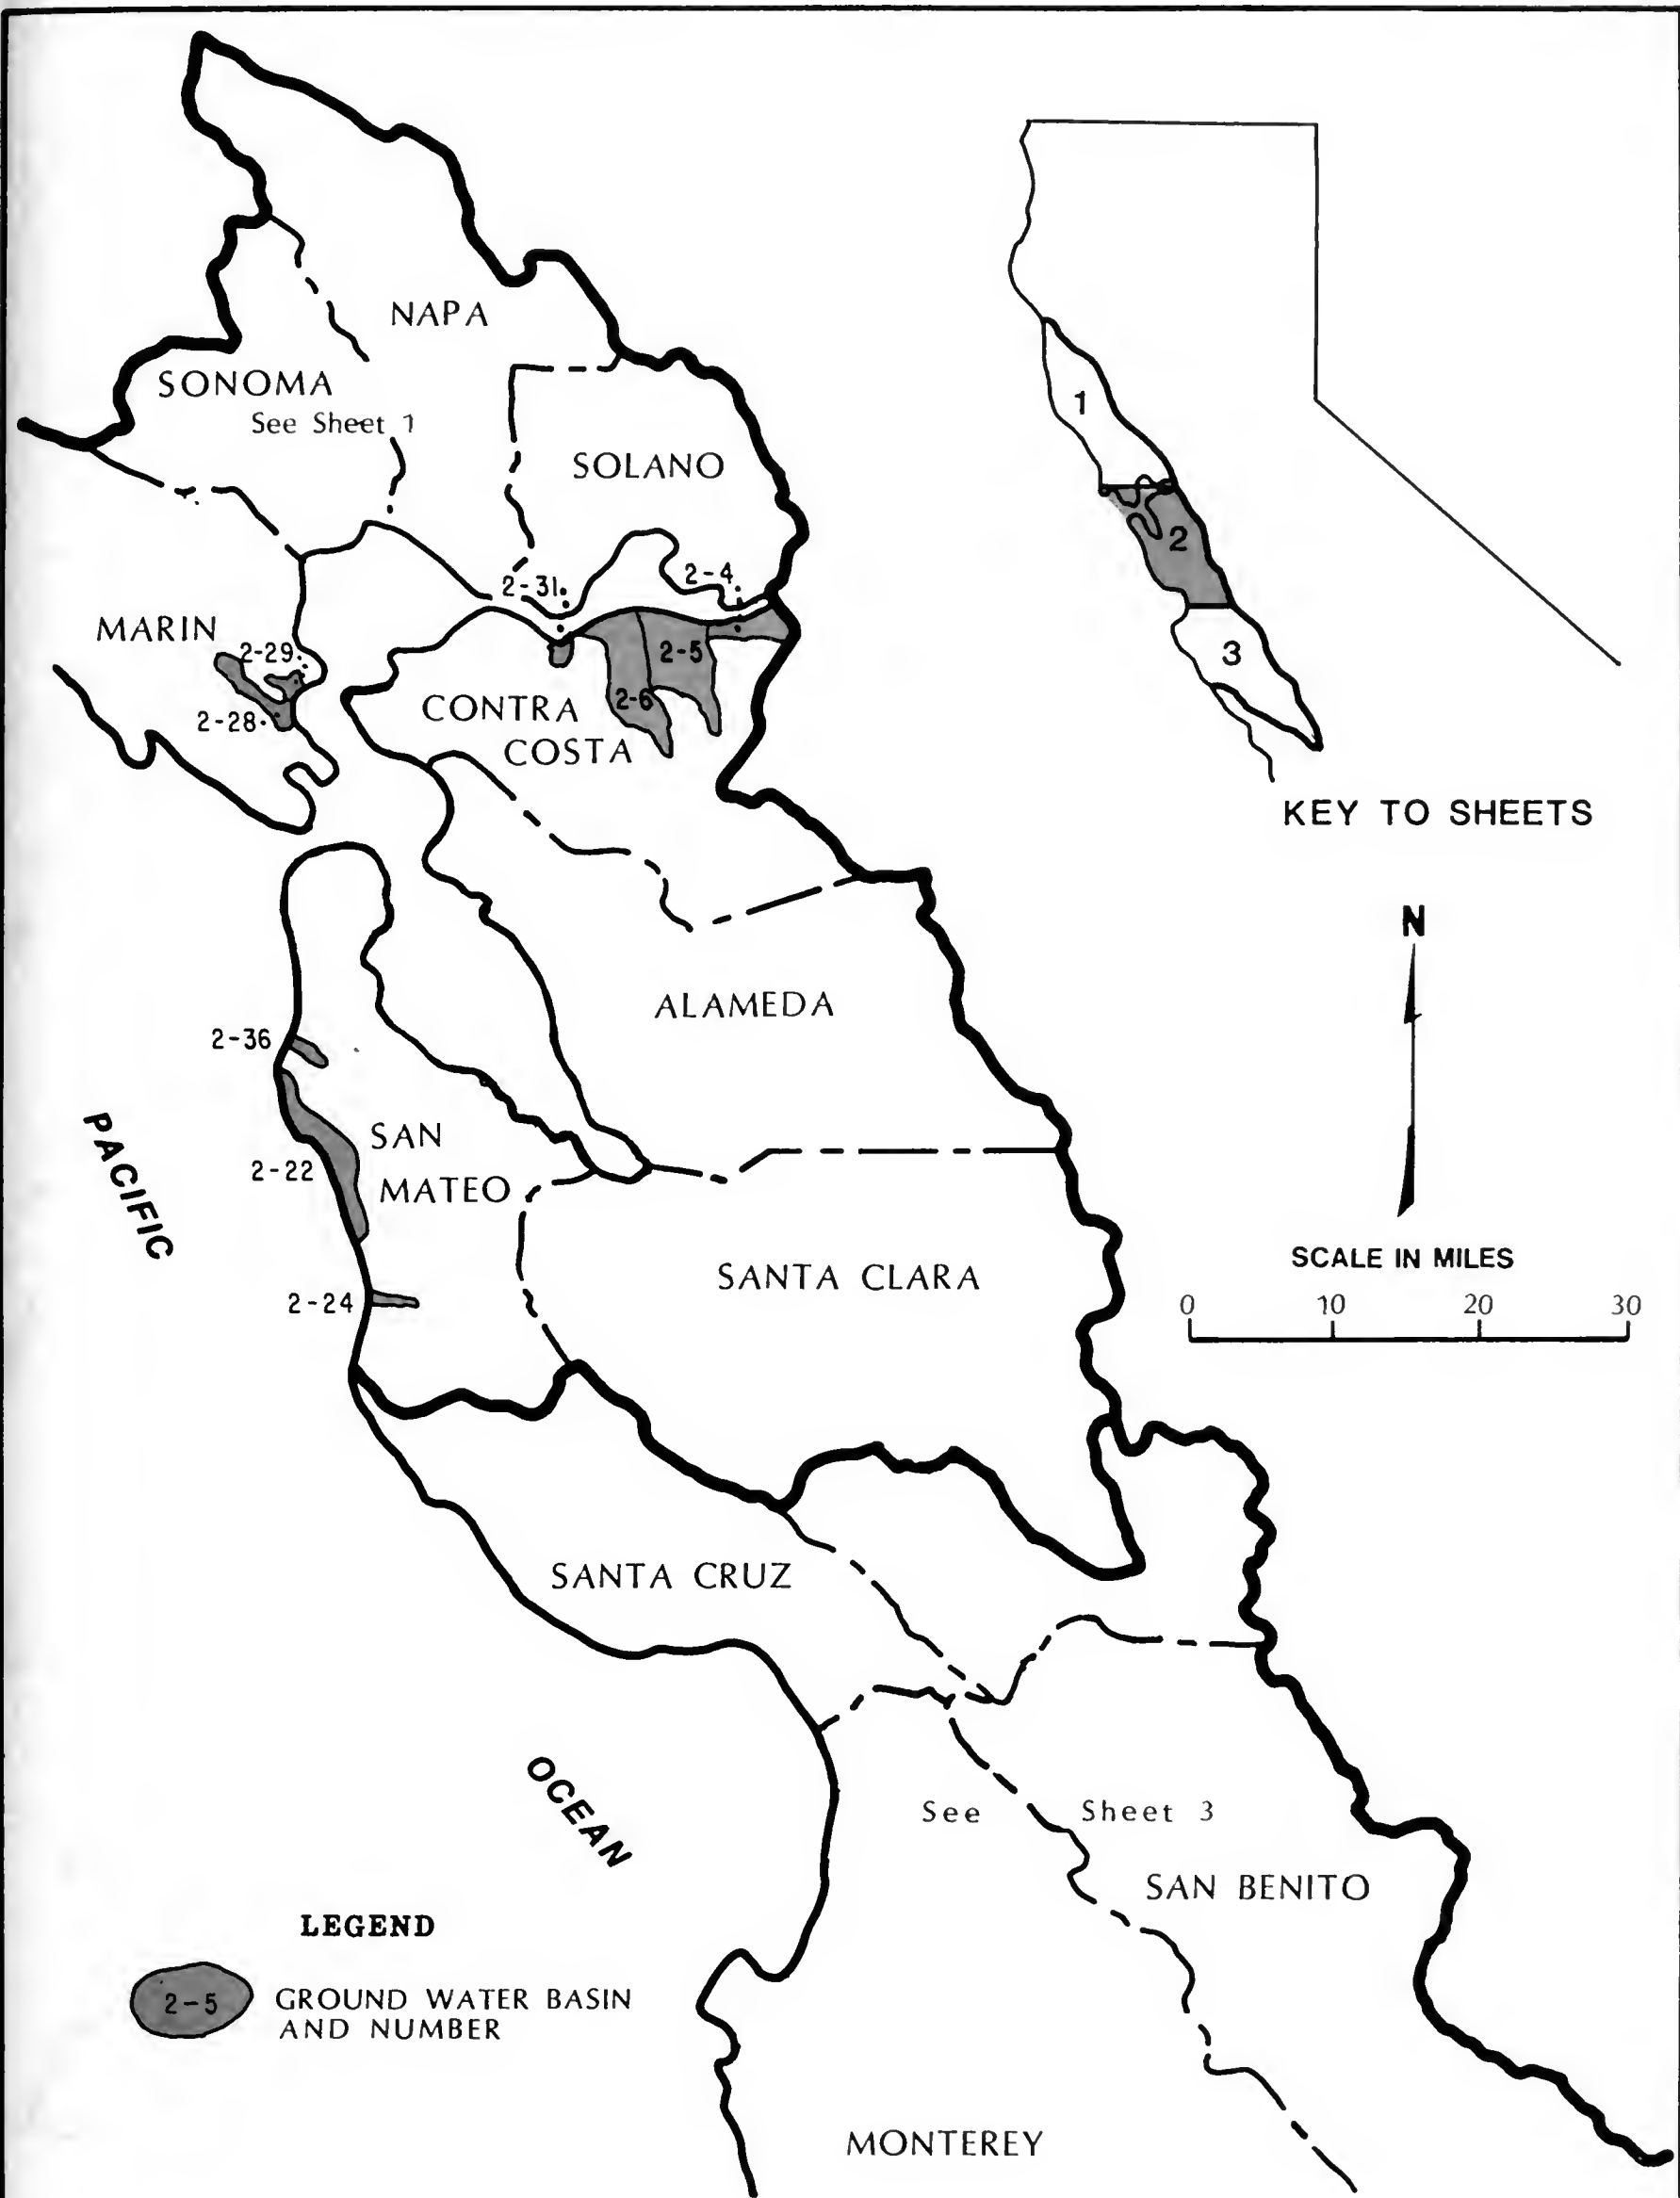 NAPA
SONOMA
See Sheet 1
SOLANO
2-31
2-4
MARIN
2-29
2-28
2-5
2-6
CONTRA
COSTA
1
2
3
KEY TO SHEETS
N
ALAMEDA
2-36
SAN
MATEO
2-22
PACIFIC
SANTA CLARA
2-24
SCALE IN MILES
0 10 20 30
SANTA CRUZ
OCEAN
See Sheet 3
SAN BENITO
LEGEND
2-5
GROUND WATER BASIN
AND NUMBER
MONTEREY